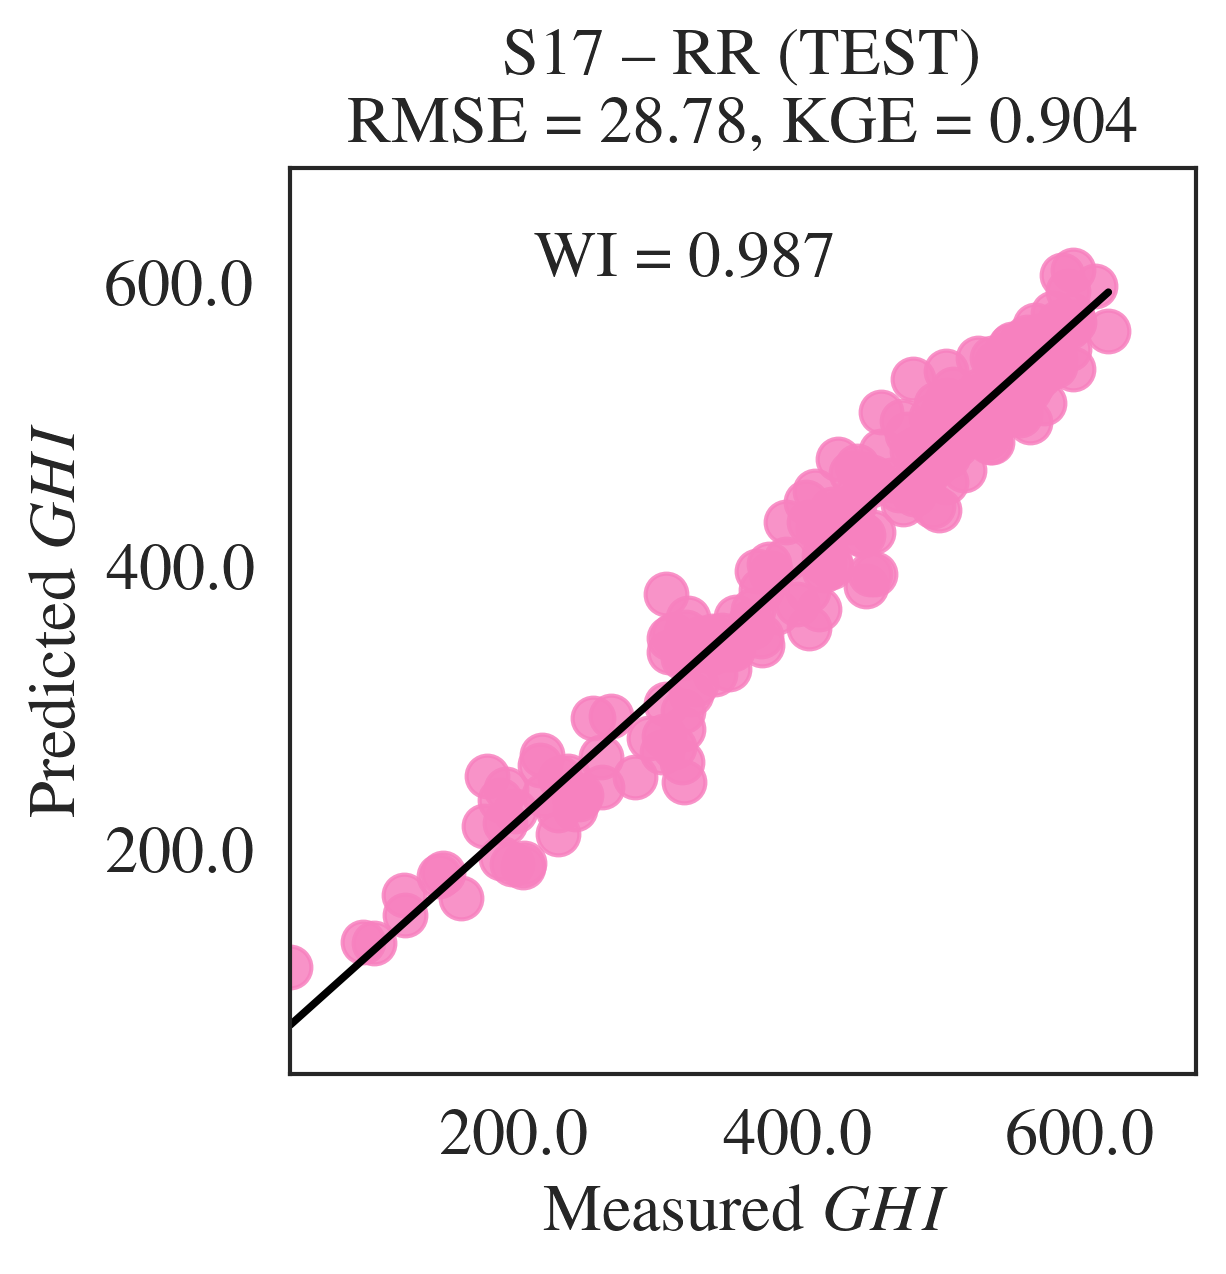 S17 – RR (TEST)
RMSE = 28.78, KGE = 0.904
WI = 0.987
600.0
400.0
200.0
Predicted GHI
200.0 400.0 600.0
Measured GHI